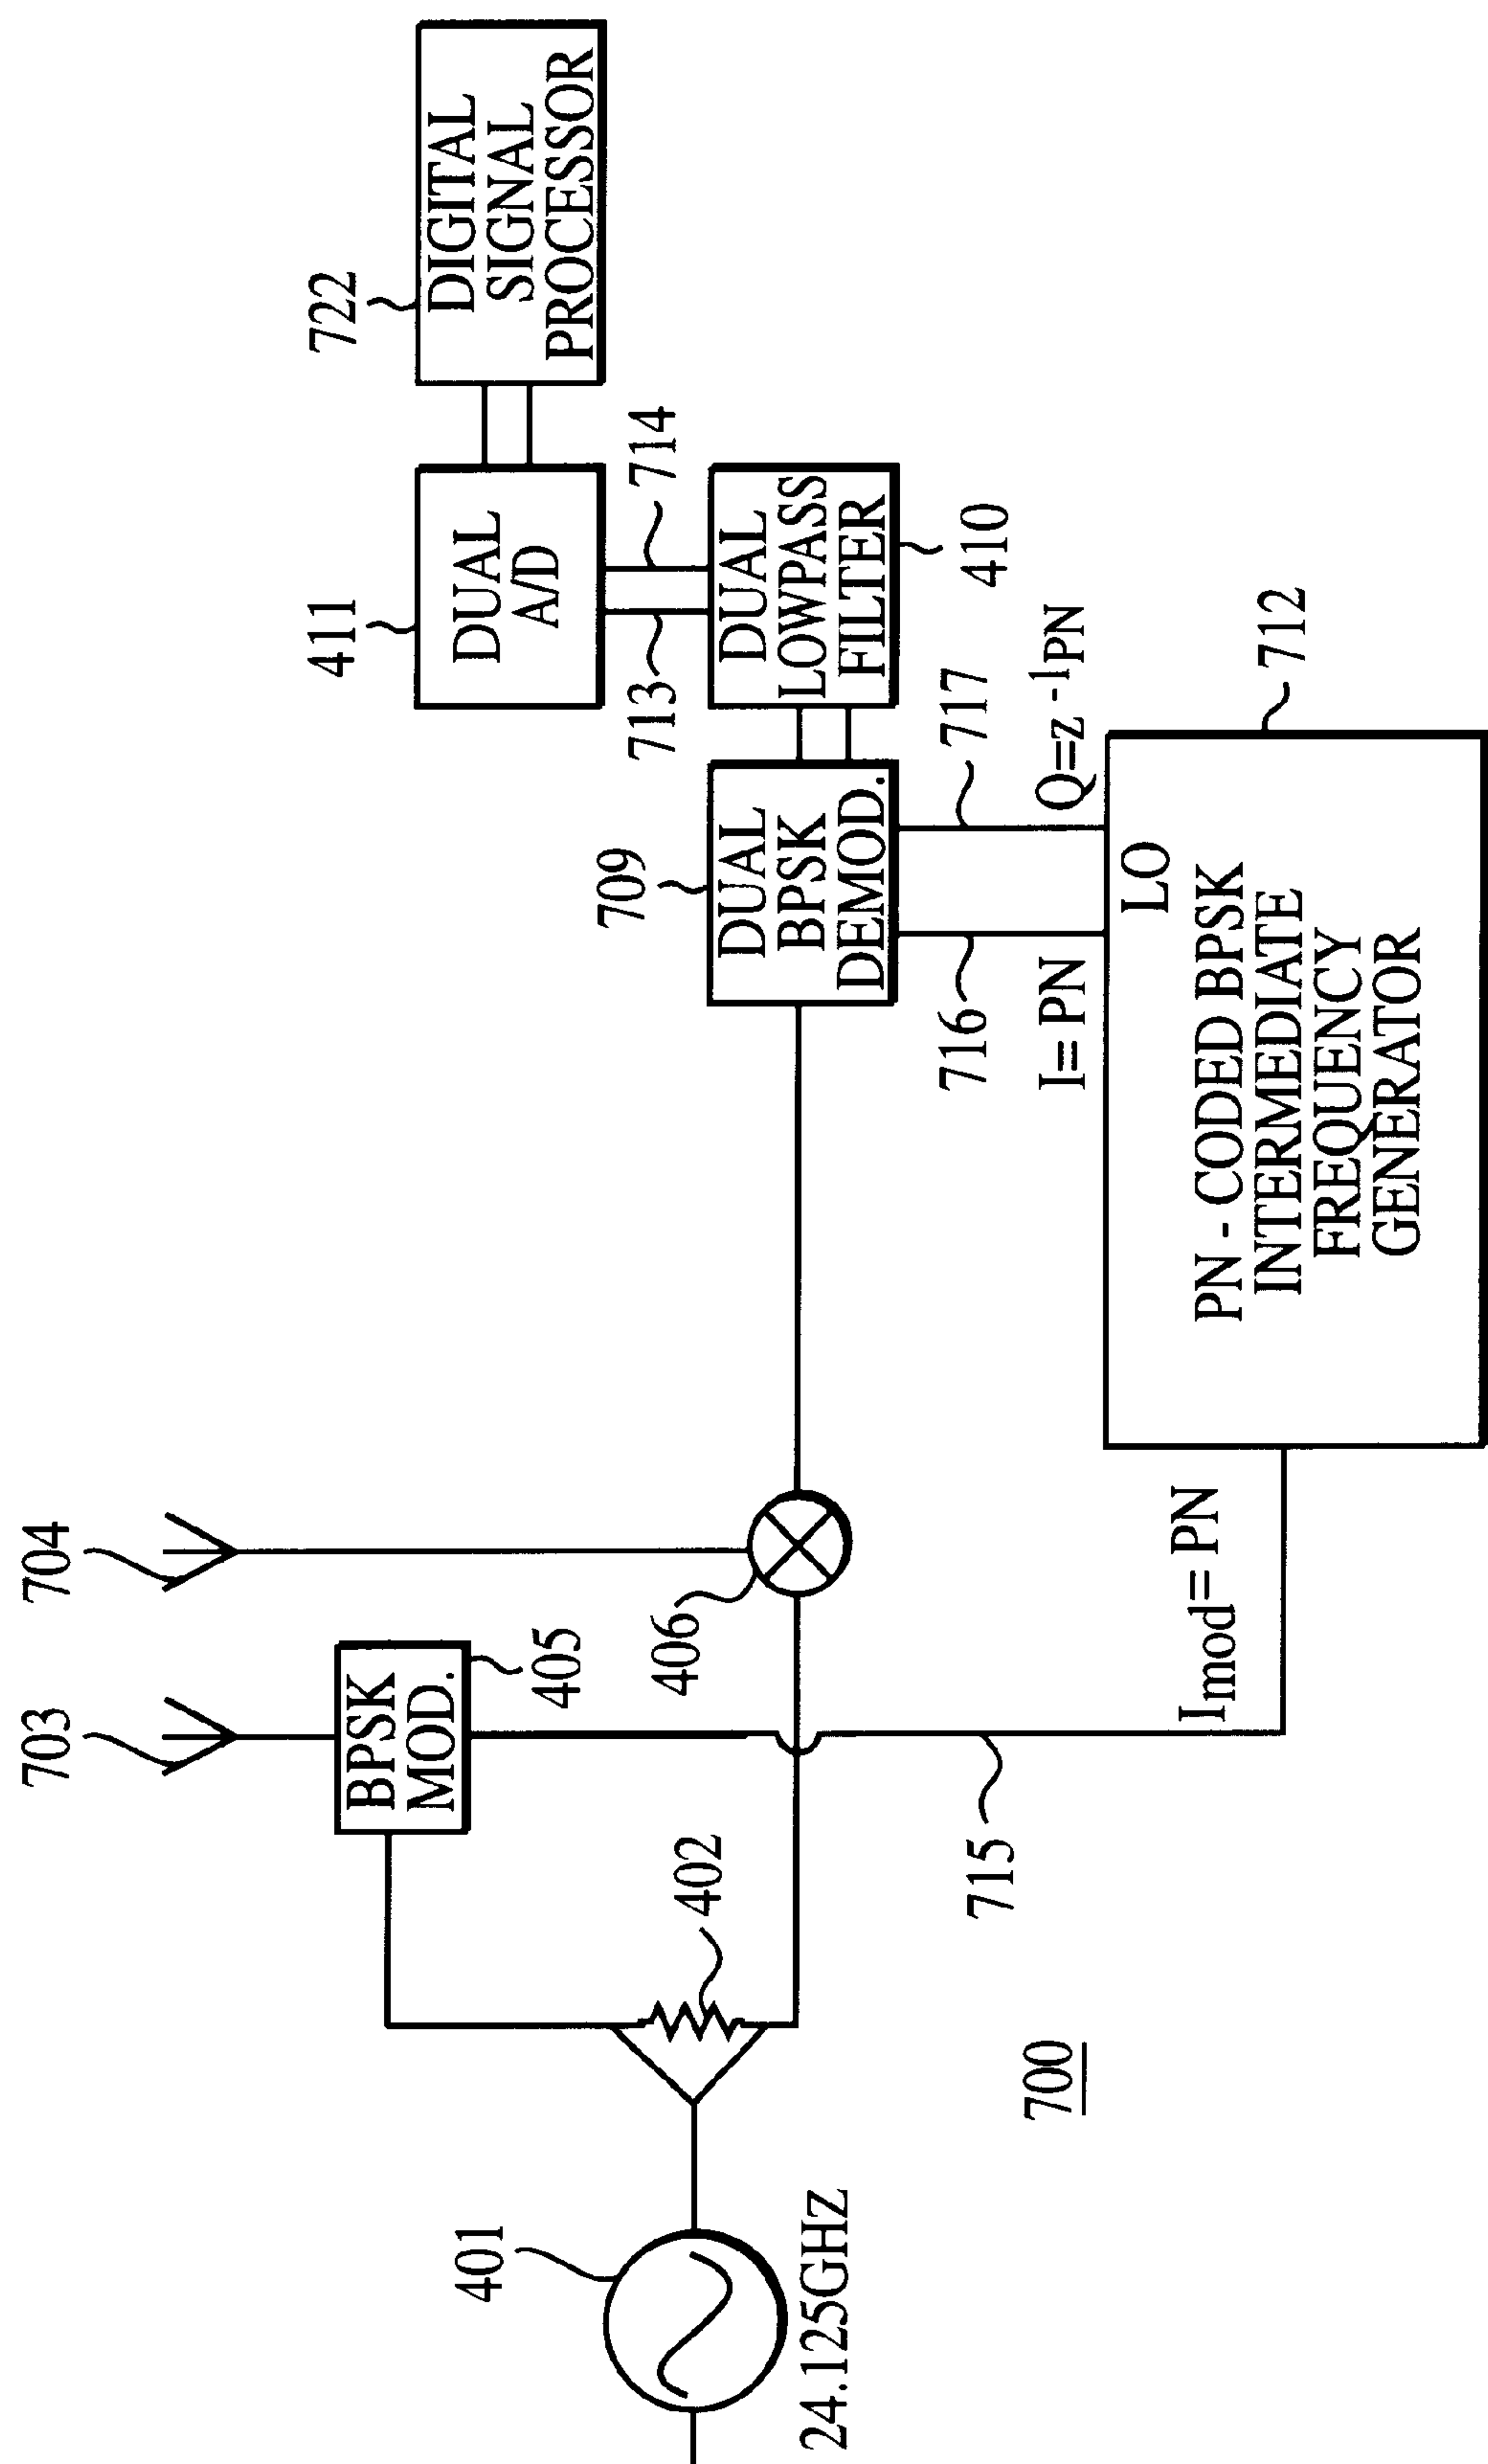 703
704
BPSK
MOD.
405
406
402
401
24.125GHz
700
715
Imod= PN
722
DIGITAL
SIGNAL
PROCESSOR
411
DUAL
A/D
713
714
709
DUAL
BPSK
DEMOD.
DUAL
LOWPASS
FILTER
410
716
I= PN
717
Q=z -1PN
LO
PN - CODED BPSK
INTERMEDIATE
FREQUENCY
GENERATOR
712